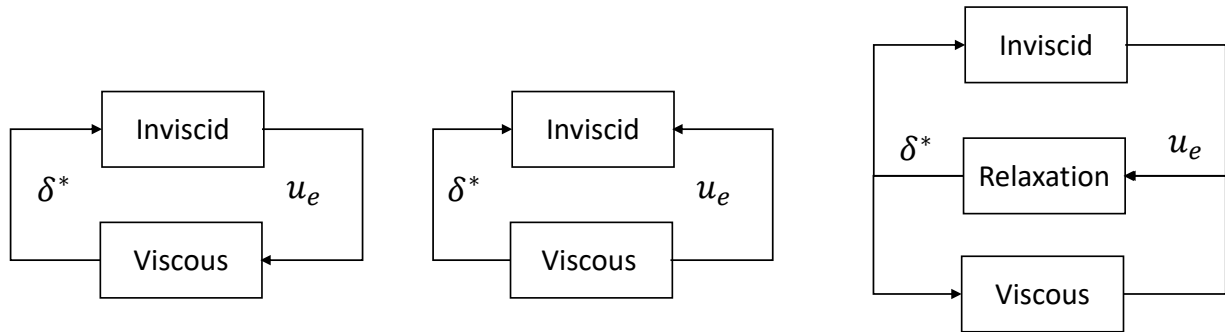 Inviscid
δ*
u_e
Viscous
Inviscid
δ*
u_e
Viscous
Inviscid
δ*
Relaxation
u_e
Viscous